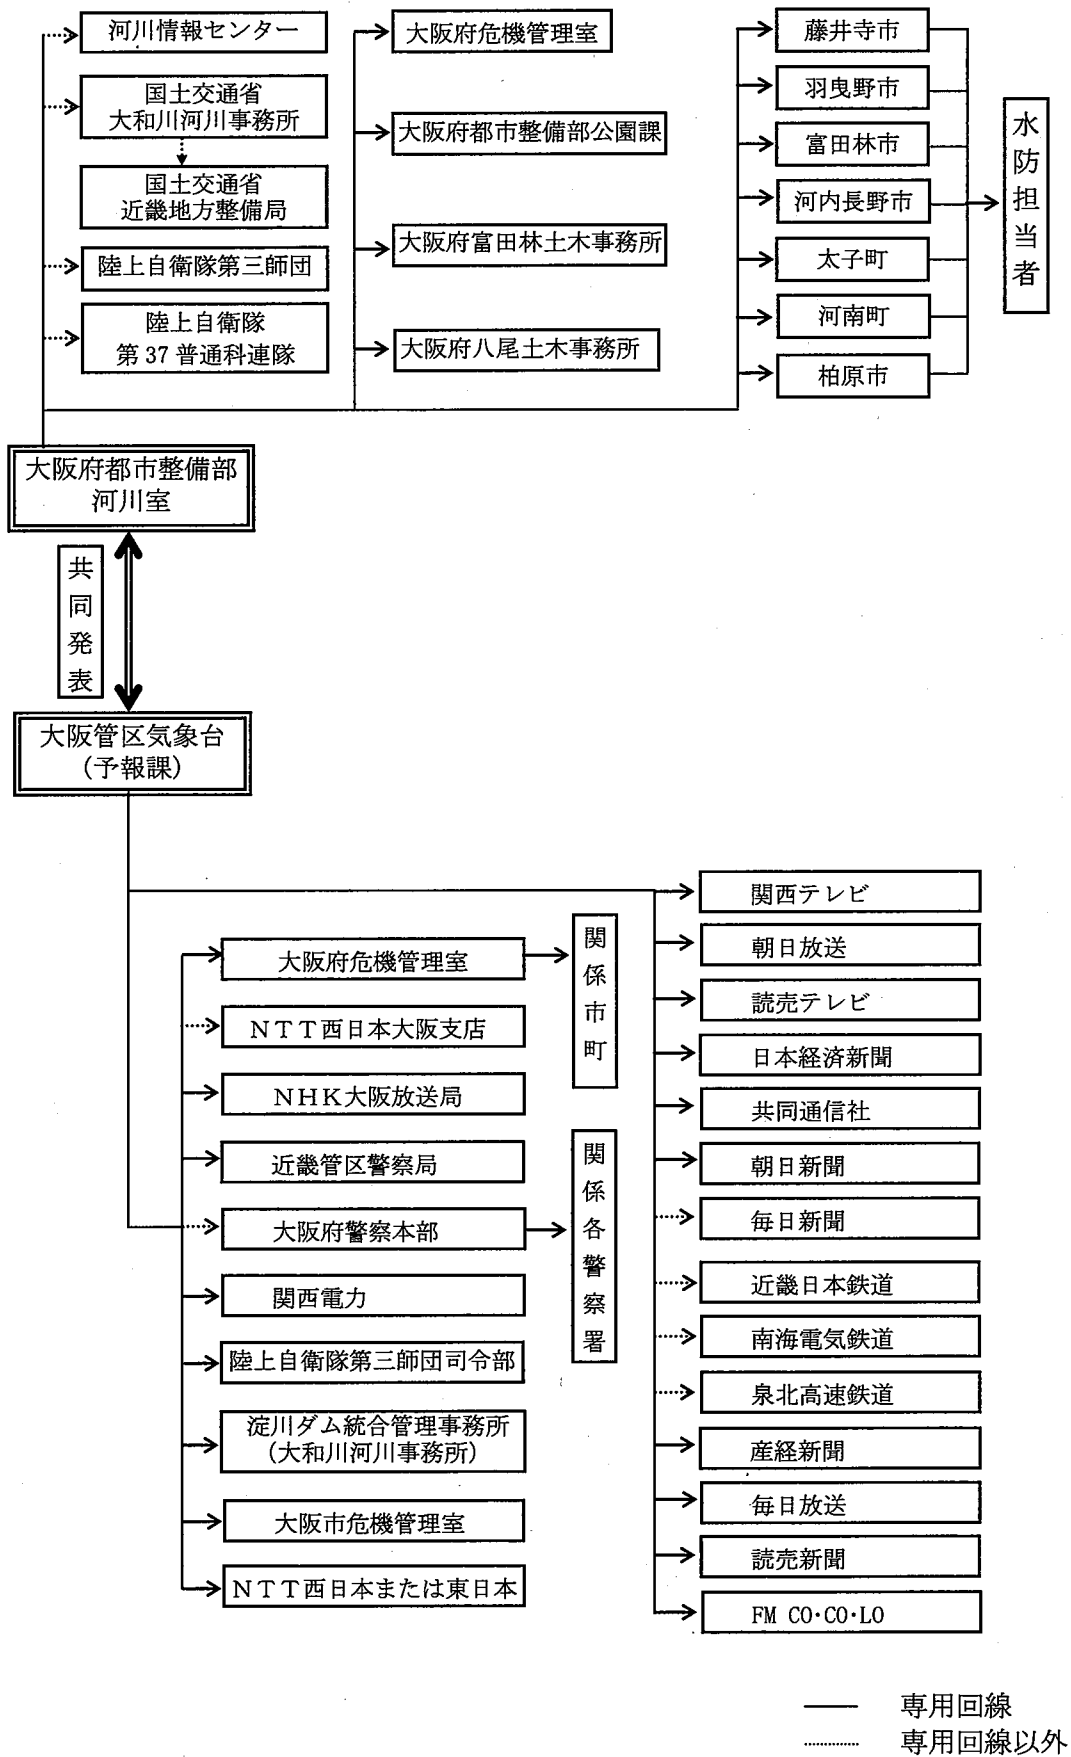 河川情報センター
国土交通省
大和川河川事務所
国土交通省
近畿地方整備局
陸上自衛隊第三師団
陸上自衛隊
第37普通科連隊
大阪府危機管理室
大阪府都市整備部公園課
大阪府富田林土木事務所
大阪府八尾土木事務所
藤井寺市
羽曳野市
富田林市
河内長野市
太子町
河南町
柏原市
水防担当者
大阪府都市整備部
河川室
共同発表
大阪管区気象台
(予報課)
大阪府危機管理室
NTT西日本大阪支店
NHK大阪放送局
近畿管区警察局
大阪府警察本部
関西電力
陸上自衛隊第三師団司令部
淀川ダム統合管理事務所
(大和川河川事務所)
大阪市危機管理室
NTT西日本または東日本
関係市町
関係各警察署
関西テレビ
朝日放送
読売テレビ
日本経済新聞
共同通信社
朝日新聞
毎日新聞
近畿日本鉄道
南海電気鉄道
泉北高速鉄道
産経新聞
毎日放送
読売新聞
FM CO・CO・LO
専用回線
専用回線以外